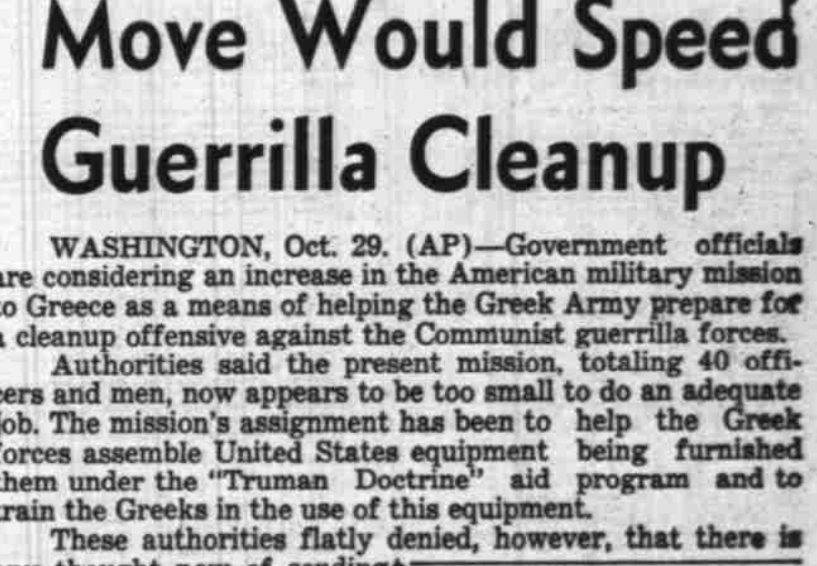 Move Would Speed
Guerrilla Cleanup
WASHINGTON, Oct. 29. (AP)—Government officials
are considering an increase in the American military mission
to Greece as a means of helping the Greek Army prepare for
a cleanup offensive against the Communist guerrilla forces.
Authorities said the present mission, totaling 40 offi-
cers and men, now appears to be too small to do an adequate
job. The mission's assignment has been to help the Greek
forces assemble United States equipment being furnished
them under the "Truman Doctrine" aid program and to
train the Greeks in the use of this equipment.
These authorities flatly denied, however, that there is